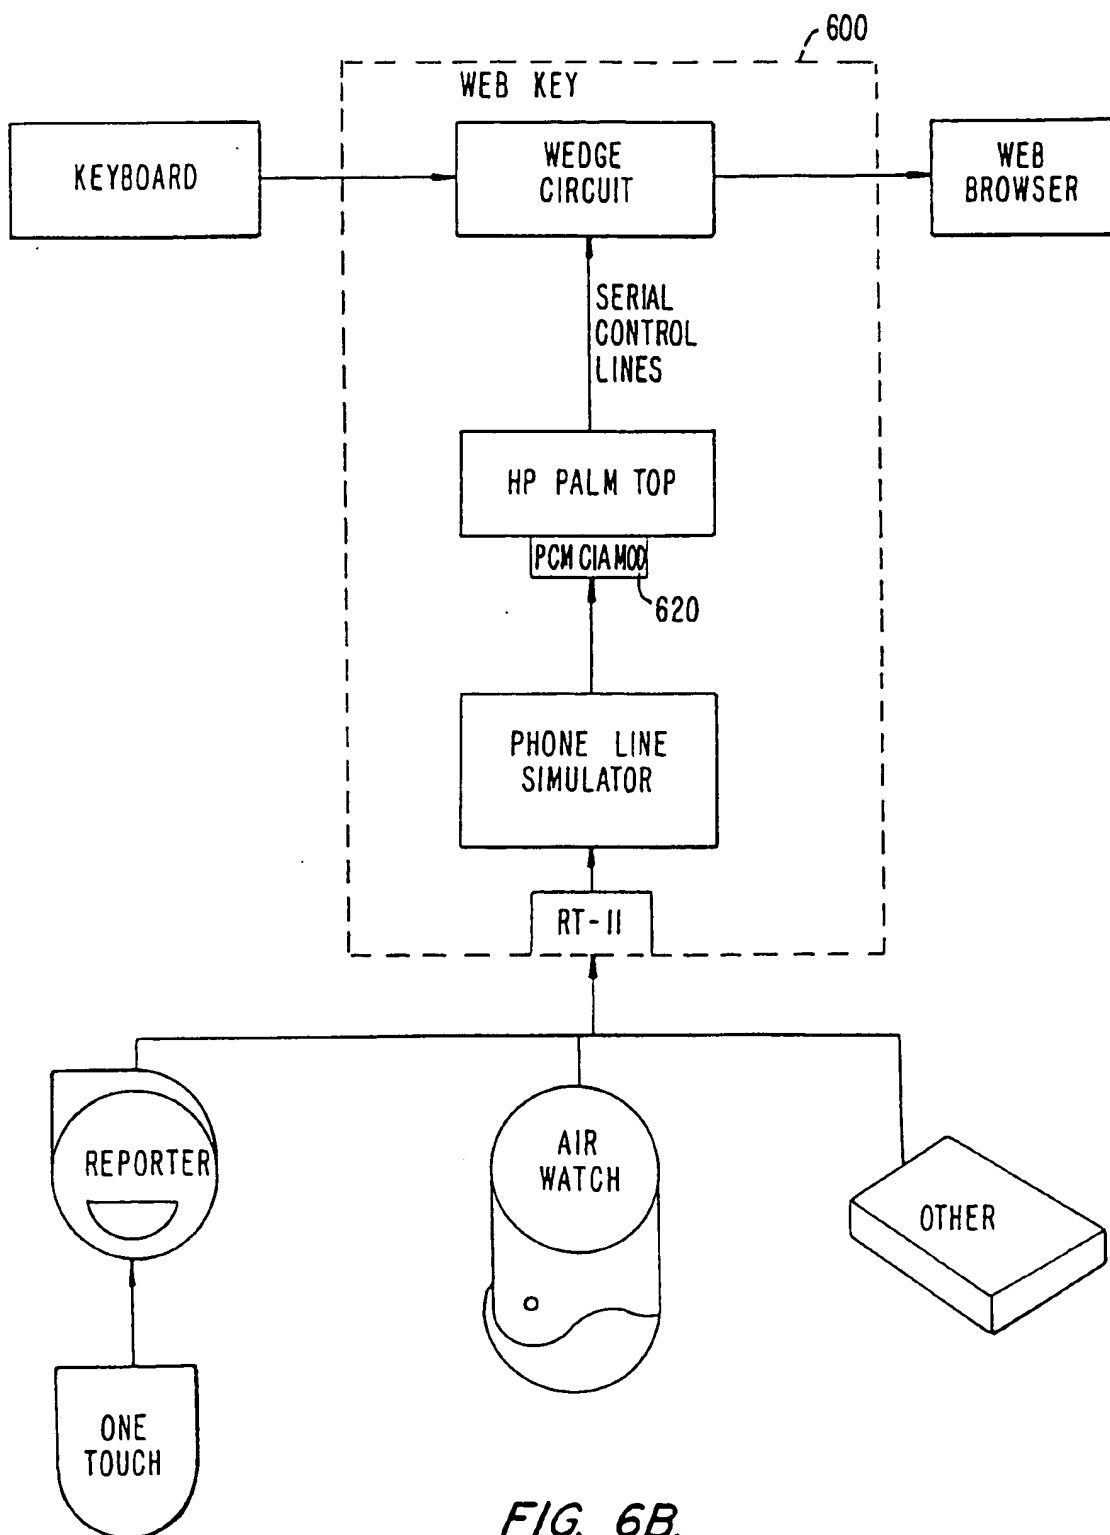 600
WEB KEY
KEYBOARD
WEDGE
CIRCUIT
WEB
BROWSER
SERIAL
CONTROL
LINES
HP PALM TOP
PCMCIA MOD
620
PHONE LINE
SIMULATOR
RT-11
REPORTER
AIR
WATCH
OTHER
ONE
TOUCH
FIG. 6B.